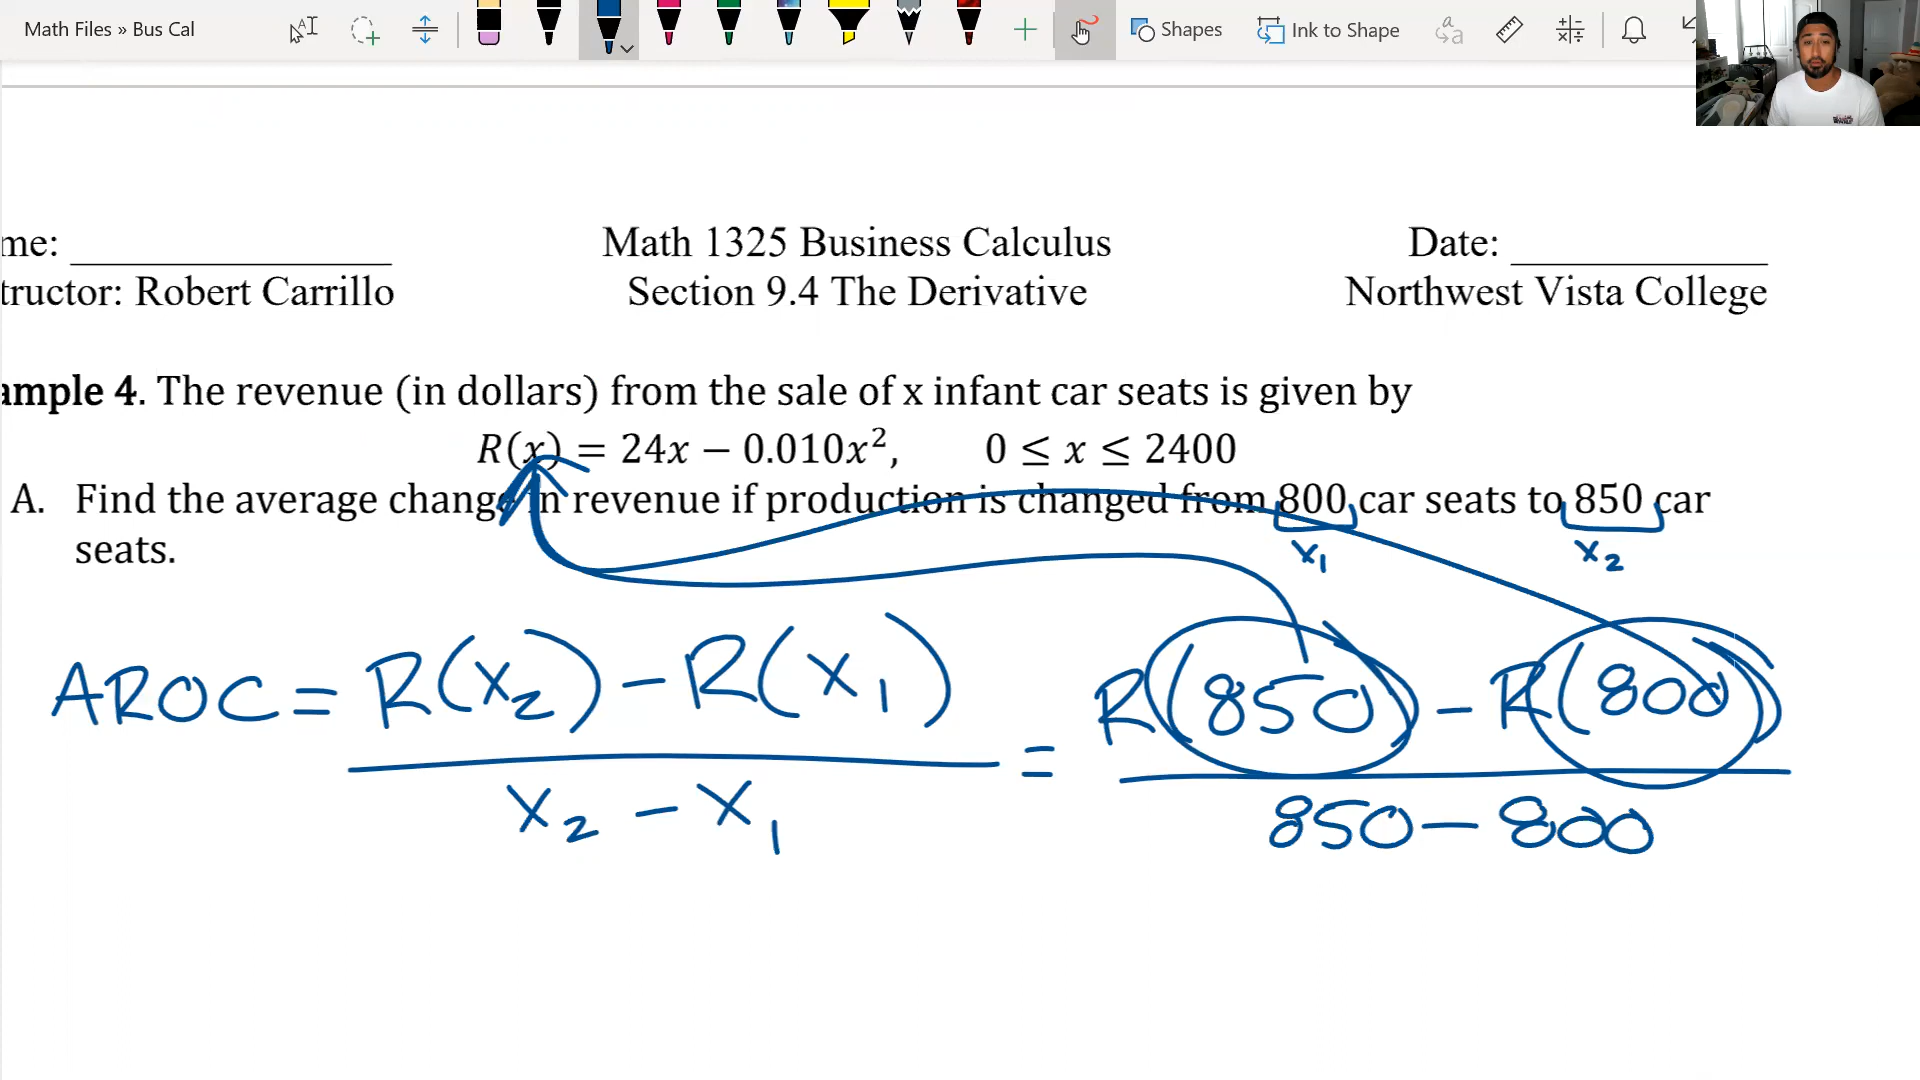 Math Files » Bus Cal
Shapes
Ink to Shape
me: ________________ Math 1325 Business Calculus Date: _____________
tructor: Robert Carrillo Section 9.4 The Derivative Northwest Vista College
ample 4. The revenue (in dollars) from the sale of x infant car seats is given by
R(x) = 24x − 0.010x², 0 ≤ x ≤ 2400
A. Find the average change in revenue if production is changed from 800 car seats to 850 car
seats.
x₁ x₂
AROC = R(x₂) − R(x₁) = R(850) − R(800)
x₂ − x₁ 850 − 800